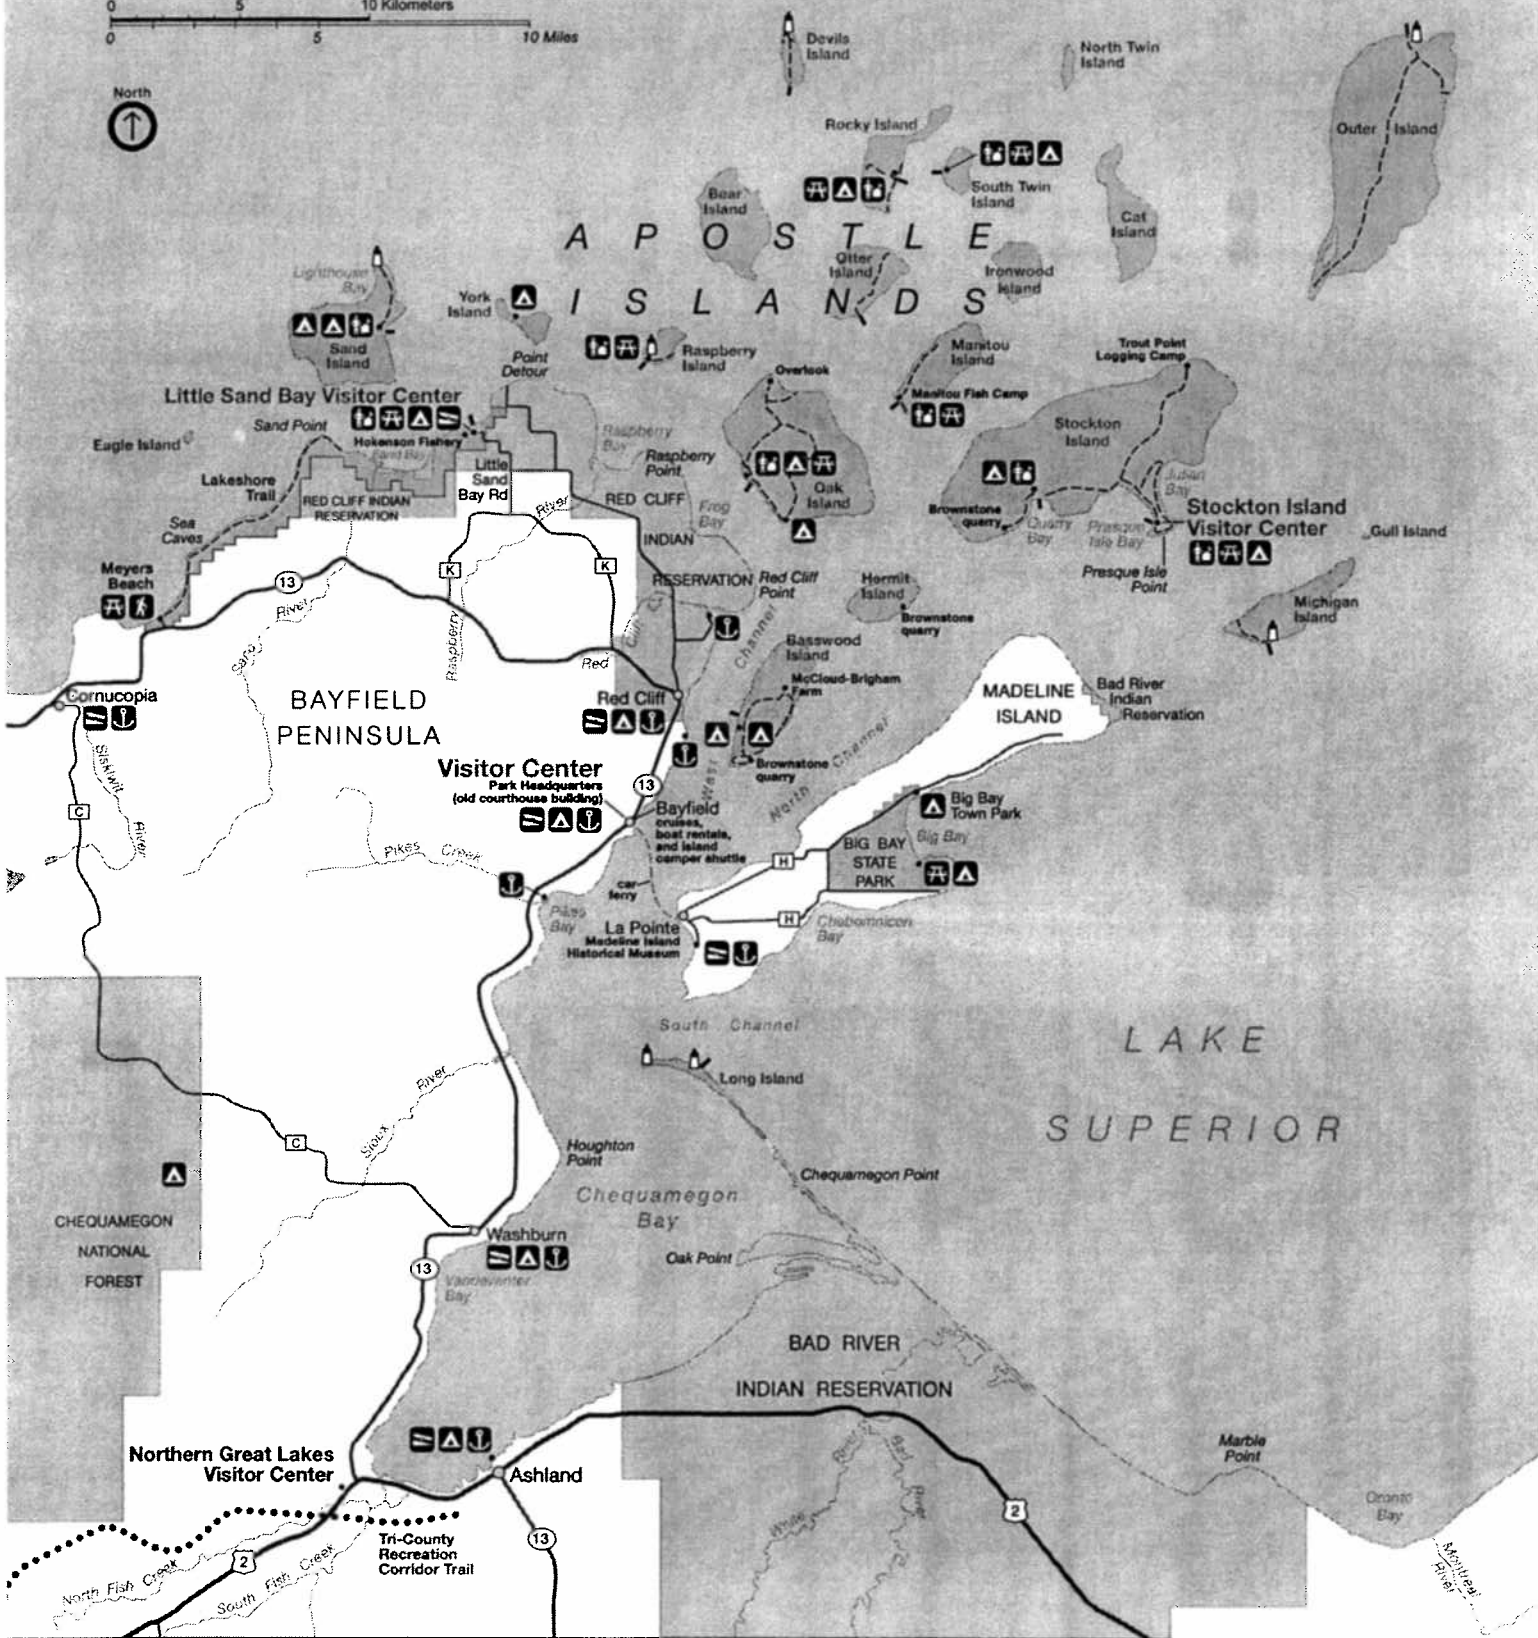 0 5 10 Kilometers
0 5 10 Miles
North
Devils
Island
North Twin
Island
Outer Island
Rocky Island
South Twin
Island
Bear
Island
Cat
Island
APOSTLE
ISLANDS
Otter
Island
Ironwood
Island
Lighthouse
Bay
York
Island
Sand
Island
Point
Detour
Raspberry
Island
Manitou
Island
Trout Point
Logging Camp
Overlook
Manitou Fish Camp
Little Sand Bay Visitor Center
Hokenson Fishery
Sand Bay
Eagle Island
Sand Point
Raspberry
Bay
Raspberry
Point
Stockton
Island
Lakeshore
Trail
Little
Sand
Bay Rd
RED CLIFF INDIAN
RESERVATION
River
RED CLIFF
INDIAN
RESERVATION
Frog
Bay
Oak
Island
Julian
Bay
Brownstone
quarry
Quarry
Bay
Presque
Isle Bay
Stockton Island
Visitor Center
Gull Island
Presque Isle
Point
Sea
Caves
Meyers
Beach
13
K
K
River
Sand
Raspberry
Red
Red Cliff
Point
Hermit
Island
Brownstone
quarry
Michigan
Island
Channel
Basswood
Island
McCloud-Brigham
Farm
MADELINE
ISLAND
Bad River
Indian
Reservation
Cornucopia
BAYFIELD
PENINSULA
Red Cliff
Siskiwit
River
C
Visitor Center
Park Headquarters
(old courthouse building)
13
Brownstone
quarry
West
North Channel
Bayfield
cruises,
boat rentals,
and island
camper shuttle
Big Bay
Town Park
Big Bay
BIG BAY
STATE
PARK
H
H
Pikes Creek
car
ferry
Pikes
Bay
La Pointe
Madeline Island
Historical Museum
Chebomnicon
Bay
South Channel
Long Island
LAKE
SUPERIOR
Sioux River
C
Houghton
Point
Chequamegon Point
Chequamegon
Bay
CHEQUAMEGON
NATIONAL
FOREST
Washburn
Oak Point
13
Vandeventer
Bay
BAD RIVER
INDIAN RESERVATION
Northern Great Lakes
Visitor Center
Ashland
Marble
Point
Oronto
Bay
Tri-County
Recreation
Corridor Trail
13
2
2
North Fish Creek
South Fish Creek
White
River
Bad
River
Montreal
River